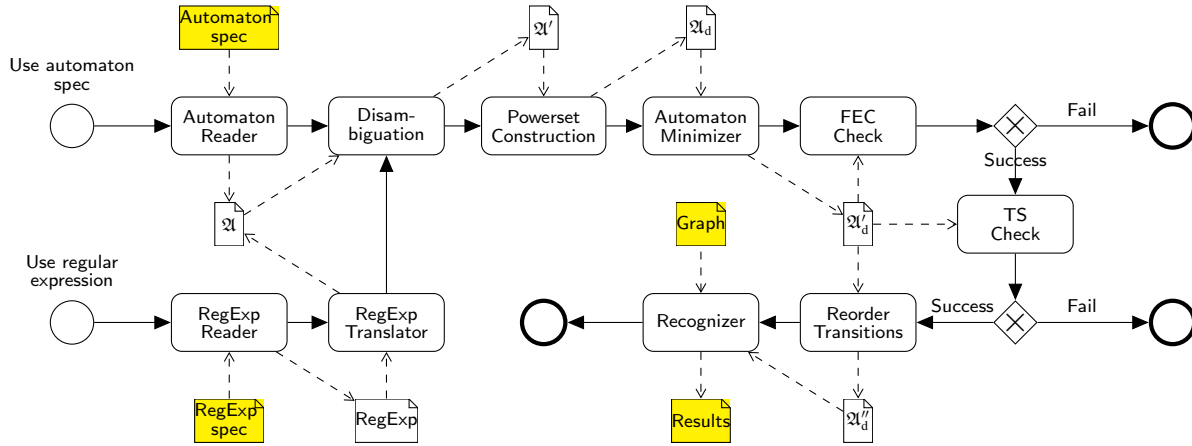 Automaton
spec
𝔄′
𝔄d
Use automaton
spec
Automaton
Reader
Disam-
biguation
Powerset
Construction
Automaton
Minimizer
FEC
Check
Fail
Success
𝔄
Graph
𝔄′d
TS
Check
Use regular
expression
RegExp
Reader
RegExp
Translator
Recognizer
Reorder
Transitions
Success
Fail
RegExp
spec
RegExp
Results
𝔄″d